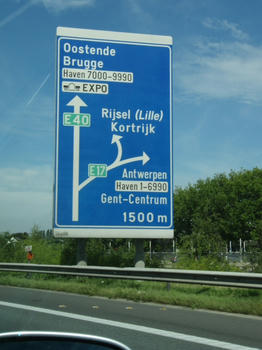 Oostende
Brugge
Haven 7000-9990
EXPO
E40
Rijsel (Lille)
Kortrijk
E17
Antwerpen
Haven 1-6990
Gent-Centrum
1500 m